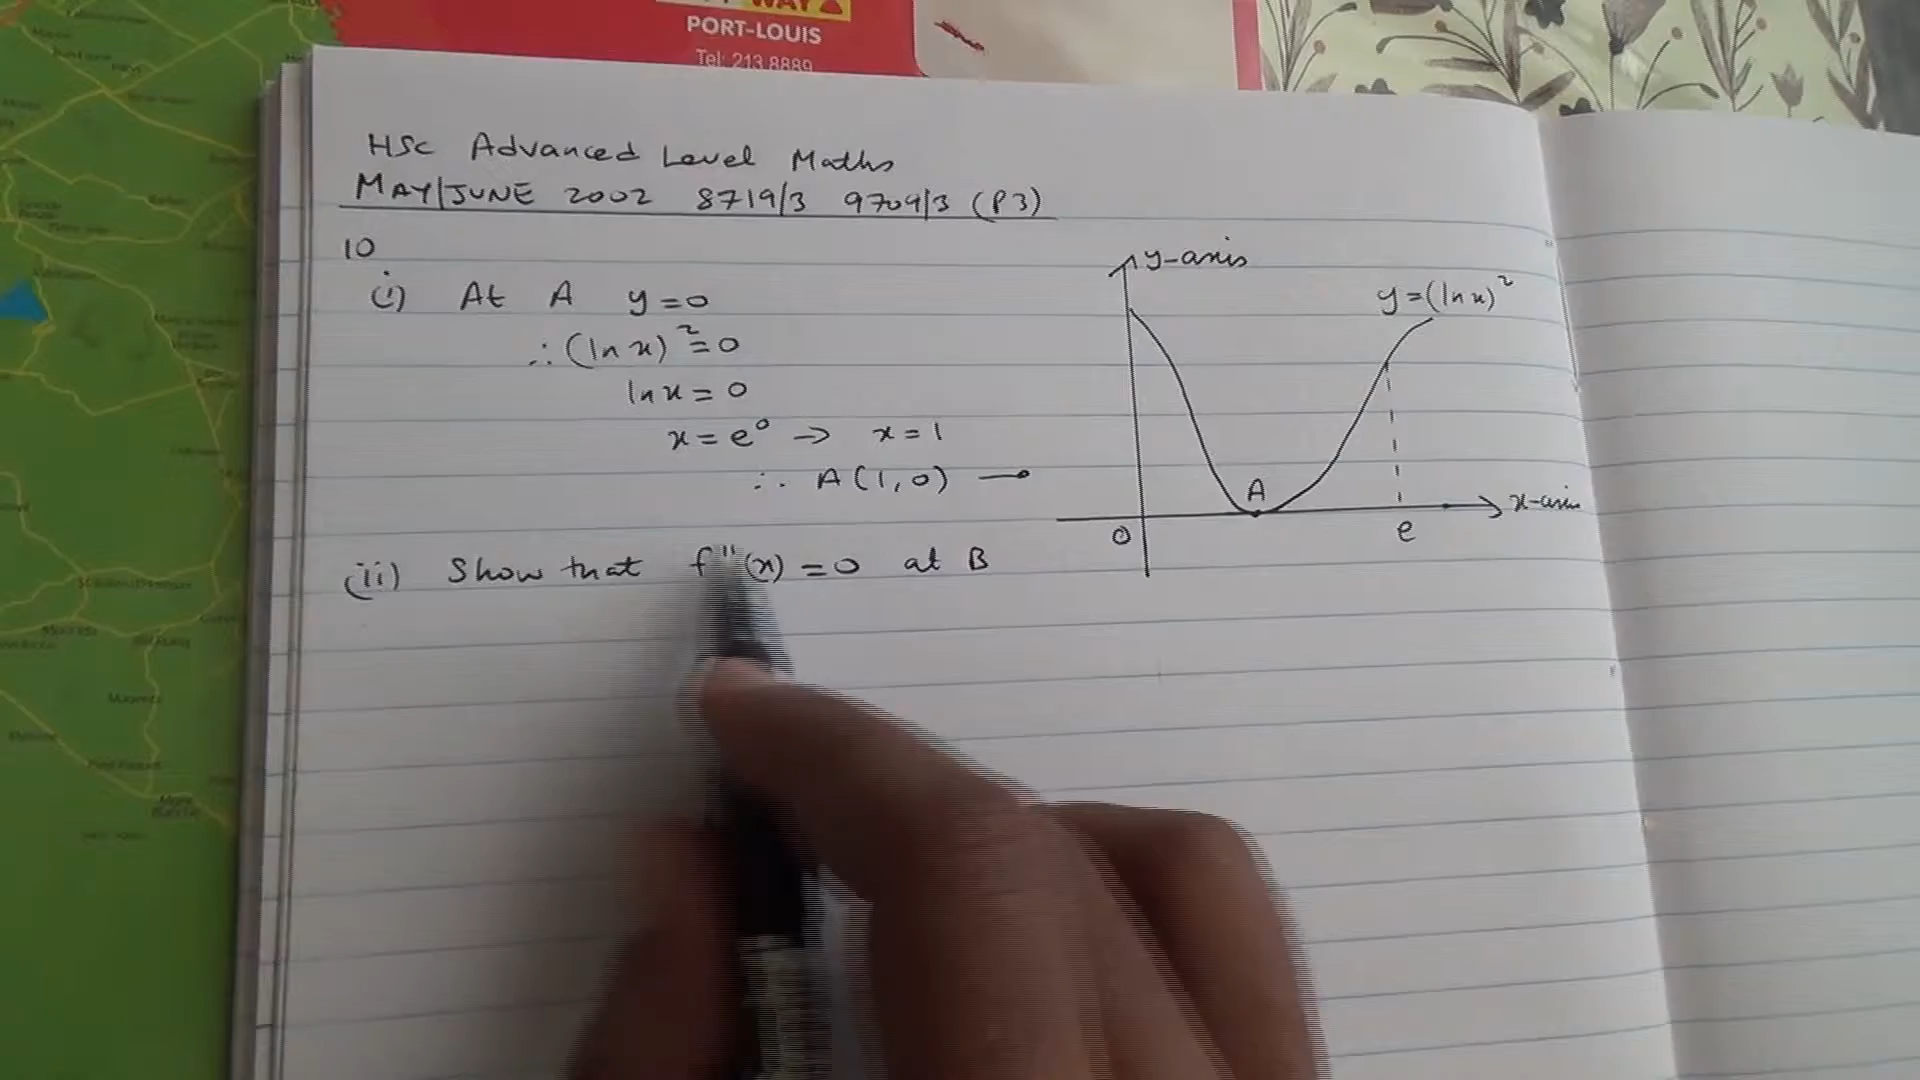 WAY
PORT-LOUIS
Tel: 213 8889
HSc Advanced Level Maths
MAY/JUNE 2002 8719/3 9709/3 (P3)
10
(i) At A y=0
∴ (ln x)²=0
ln x = 0
x = e⁰ → x = 1
∴ A(1,0)
y-axis
y=(ln x)²
A
x-axis
0
e
(ii) Show that f"(x) = 0 at B